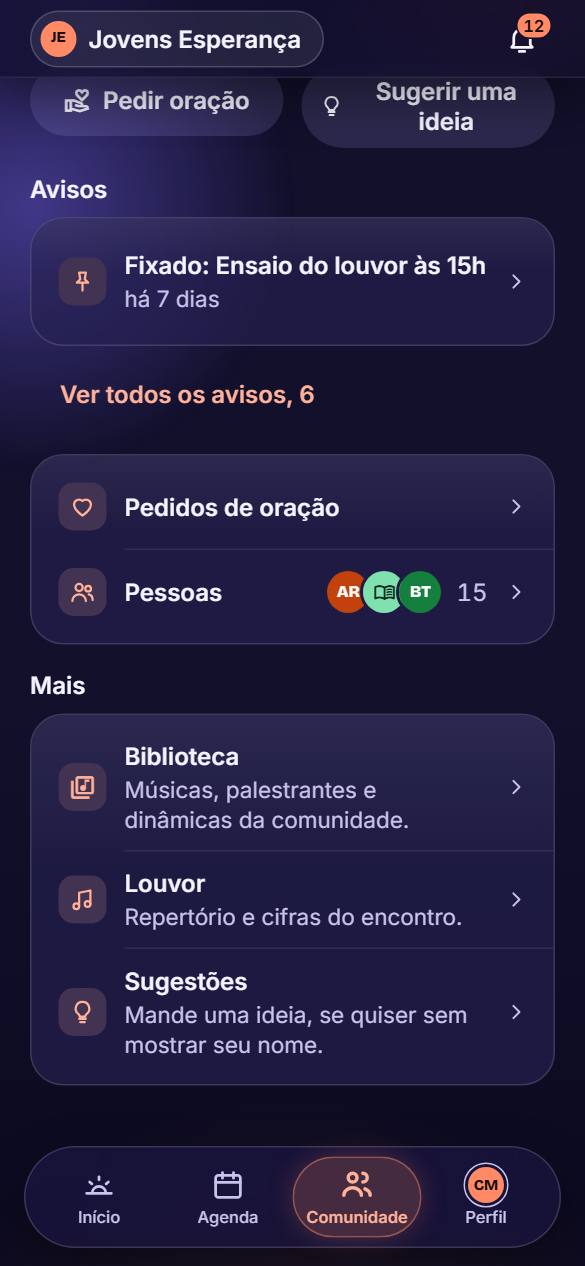 JE Jovens Esperança 12
Pedir oração
Sugerir uma
ideia
Avisos
Fixado: Ensaio do louvor às 15h
há 7 dias
Ver todos os avisos, 6
Pedidos de oração
Pessoas AR BT 15
Mais
Biblioteca
Músicas, palestrantes e
dinâmicas da comunidade.
Louvor
Repertório e cifras do encontro.
Sugestões
Mande uma ideia, se quiser sem
mostrar seu nome.
CM
Início Agenda Comunidade Perfil